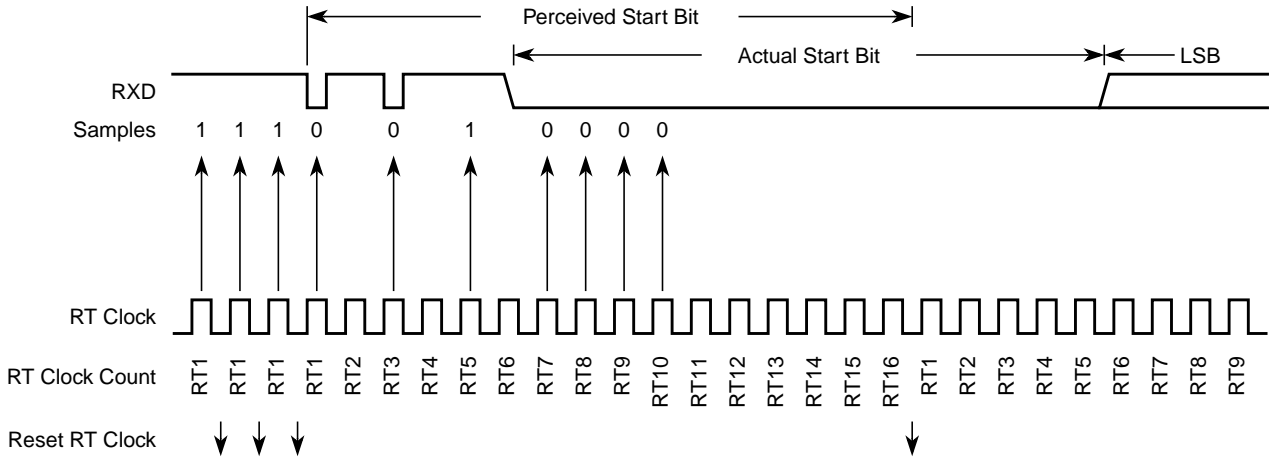 Perceived Start Bit
Actual Start Bit LSB
RXD
Samples 1 1 1 0 0 1 0 0 0 0
RT Clock
RT Clock Count RT1 RT1 RT1 RT1 RT2 RT3 RT4 RT5 RT6 RT7 RT8 RT9 RT10 RT11 RT12 RT13 RT14 RT15 RT16 RT1 RT2 RT3 RT4 RT5 RT6 RT7 RT8 RT9
Reset RT Clock